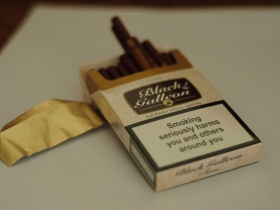 Black
Galleon
Smoking
seriously harms
you and others
around you
Black Galleon